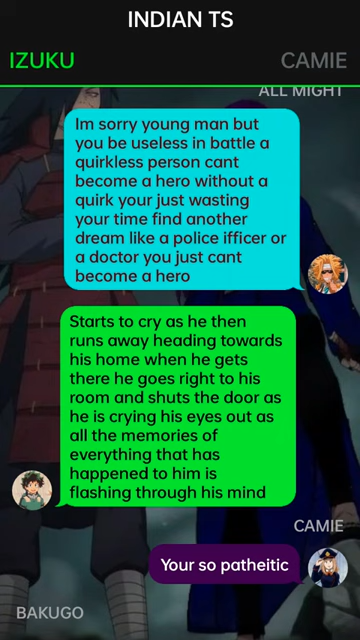 INDIAN TS
IZUKU
CAMIE
ALL MIGHT
Im sorry young man but
you be useless in battle a
quirkless person cant
become a hero without a
quirk your just wasting
your time find another
dream like a police ifficer or
a doctor you just cant
become a hero
Starts to cry as he then
runs away heading towards
his home when he gets
there he goes right to his
room and shuts the door as
he is crying his eyes out as
all the memories of
everything that has
happened to him is
flashing through his mind
CAMIE
Your so patheitic
BAKUGO